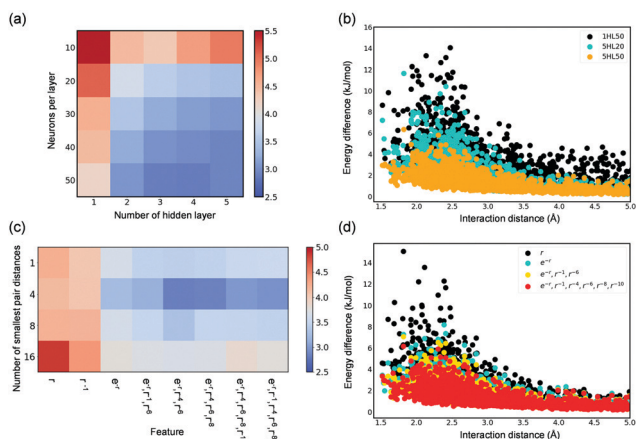 (a)
Neurons per layer
10
20
30
40
50
1 2 3 4 5
Number of hidden layer
5.5
5.0
4.5
4.0
3.5
3.0
2.5
(b)
Energy difference (kJ/mol)
16
14
12
10
8
6
4
2
0
1HL50
5HL20
5HL50
1.5 2.0 2.5 3.0 3.5 4.0 4.5 5.0
Interaction distance (Å)
(c)
Number of smallest pair distances
1
4
8
16
r
r⁻¹
e⁻ʳ
Feature
5.0
4.5
4.0
3.5
3.0
2.5
(d)
Energy difference (kJ/mol)
16
14
12
10
8
6
4
2
0
r
e⁻ʳ
e⁻ʳ, r⁻¹, r⁻⁶
e⁻ʳ, r⁻¹, r⁻⁴, r⁻⁶, r⁻⁸, r⁻¹⁰
1.5 2.0 2.5 3.0 3.5 4.0 4.5 5.0
Interaction distance (Å)